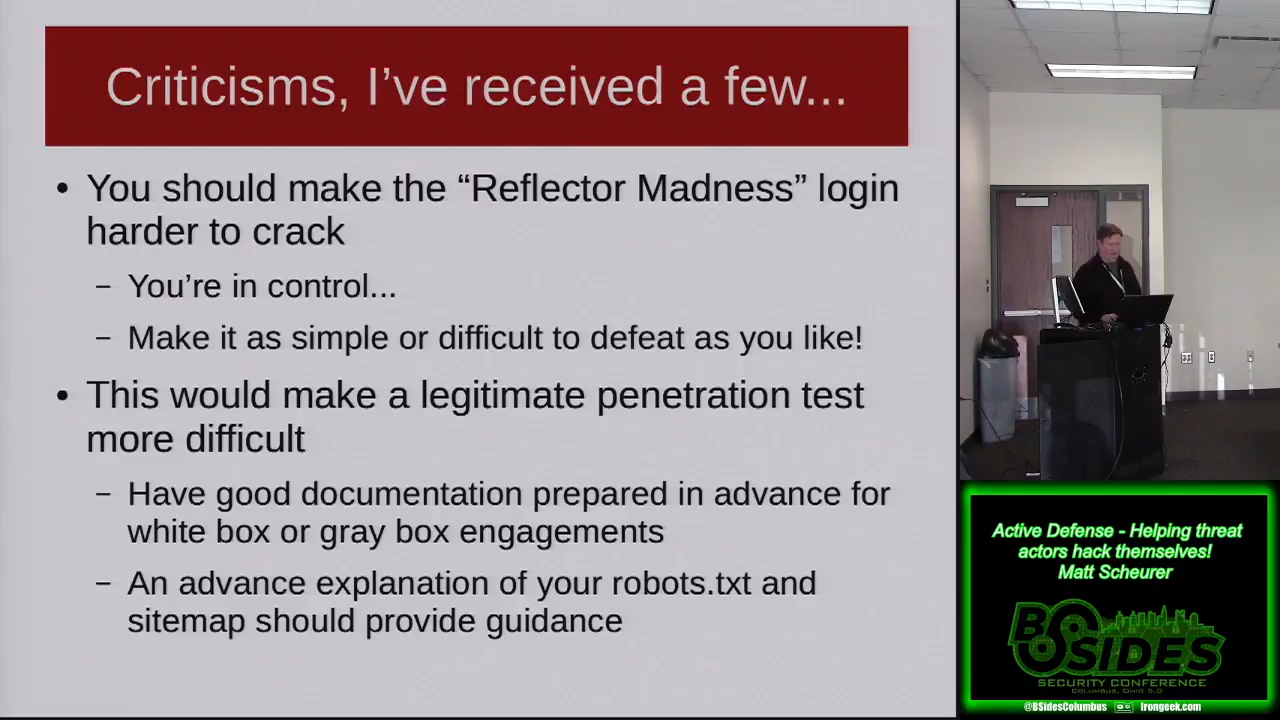 Criticisms, I’ve received a few...
• You should make the “Reflector Madness” login
harder to crack
– You’re in control...
– Make it as simple or difficult to defeat as you like!
• This would make a legitimate penetration test
more difficult
– Have good documentation prepared in advance for
white box or gray box engagements
– An advance explanation of your robots.txt and
sitemap should provide guidance
Active Defense - Helping threat
actors hack themselves!
Matt Scheurer
BSIDES
SECURITY CONFERENCE
COLUMBUS, OHIO 5.0
@BSidesColumbus Irongeek.com